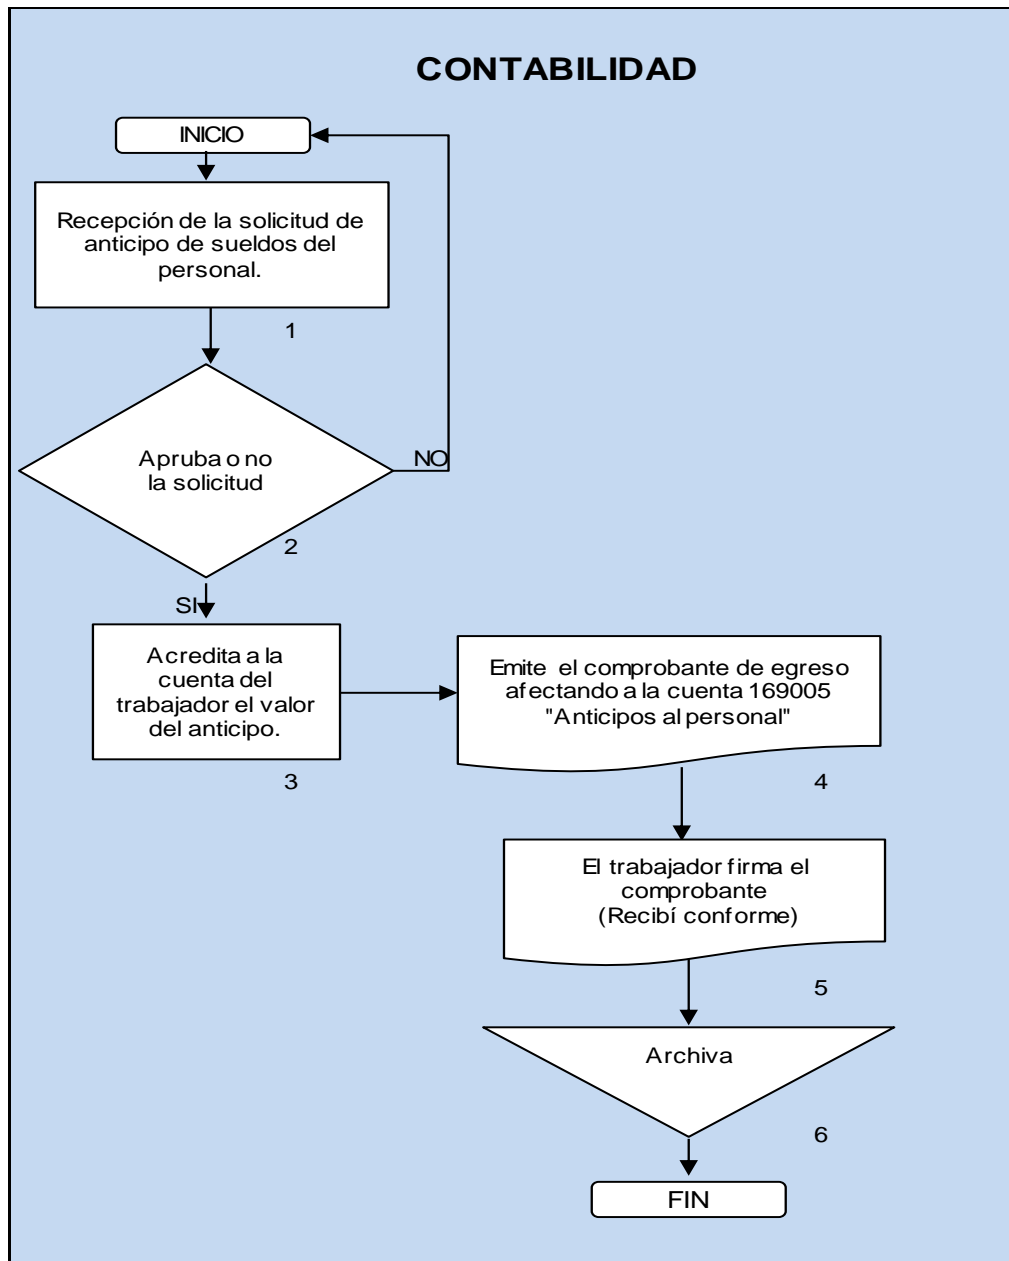 CONTABILIDAD
INICIO
Recepción de la solicitud de
anticipo de sueldos del
personal.
1
Apruba o no
la solicitud
NO
2
SI
Acredita a la
cuenta del
trabajador el valor
del anticipo.
3
Emite el comprobante de egreso
afectando a la cuenta 169005
"Anticipos al personal"
4
El trabajador firma el
comprobante
(Recibí conforme)
5
Archiva
6
FIN